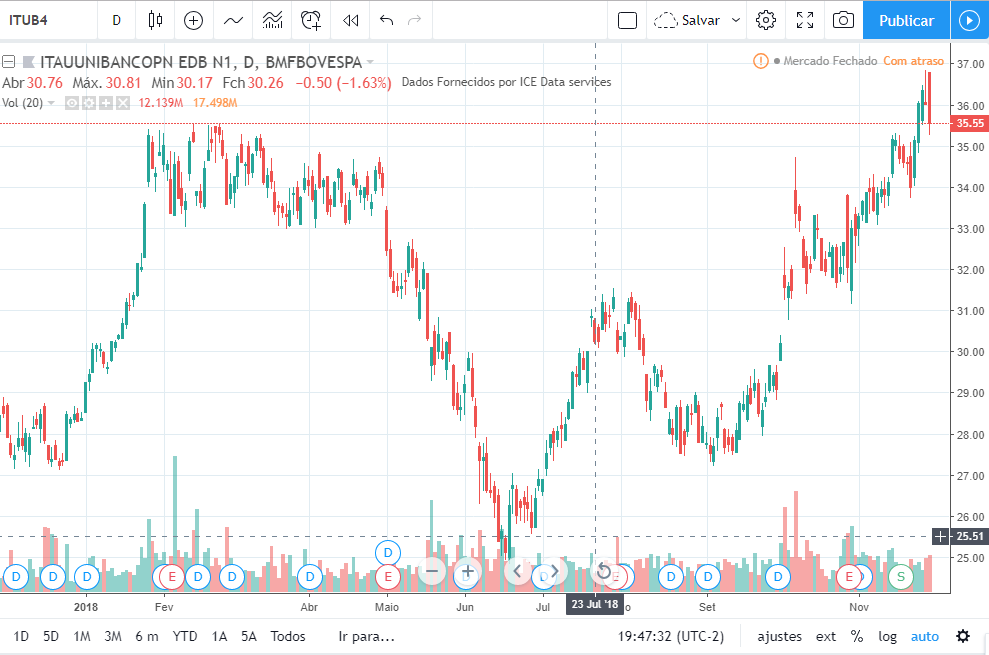 ITUB4 D Salvar Publicar
ITAUUNIBANCOPN EDB N1, D, BMFBOVESPA
Mercado Fechado Com atraso
Abr 30.76 Máx. 30.81 Mín 30.17 Fch 30.26 −0.50 (−1.63%) Dados Fornecidos por ICE Data services
Vol (20) 12.139M 17.498M
37.00
36.00
35.55
35.00
34.00
33.00
32.00
31.00
30.00
29.00
28.00
27.00
26.00
25.51
25.00
D
D D D E D D D E D D E D D D E D S
2018 Fev Abr Maio Jun Jul 23 Jul '18 Set Nov
1D 5D 1M 3M 6 m YTD 1A 5A Todos Ir para... 19:47:32 (UTC-2) ajustes ext % log auto